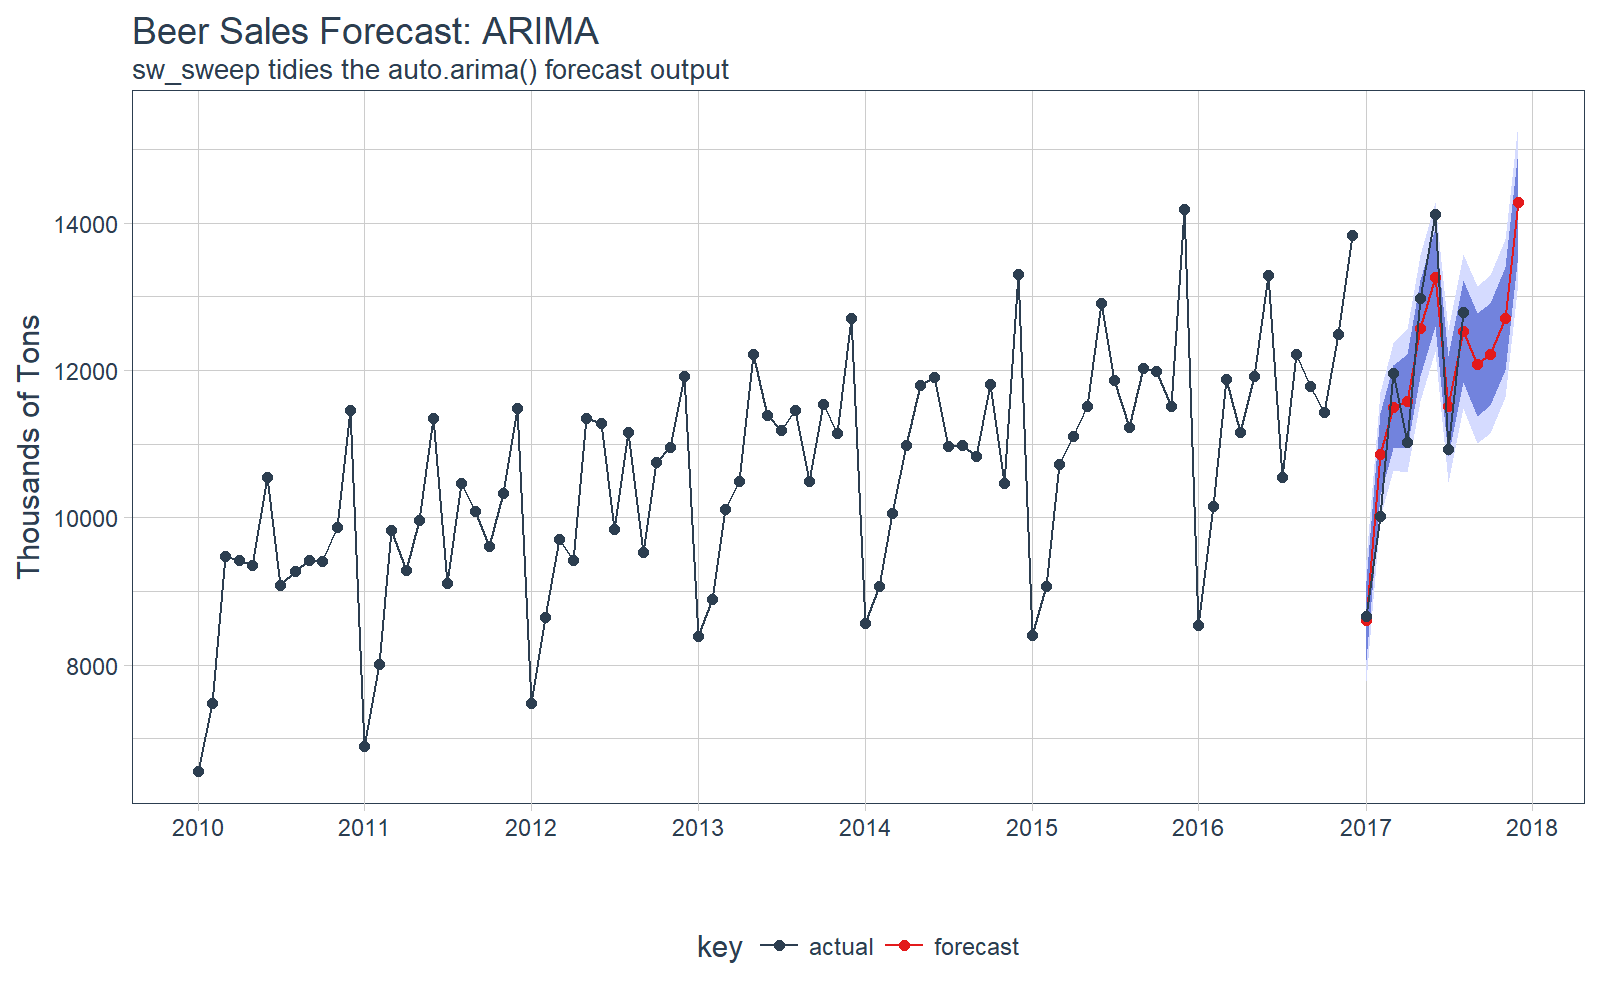 Beer Sales Forecast: ARIMA
sw_sweep tidies the auto.arima() forecast output
Thousands of Tons
14000
12000
10000
8000
2010 2011 2012 2013 2014 2015 2016 2017 2018
key actual forecast